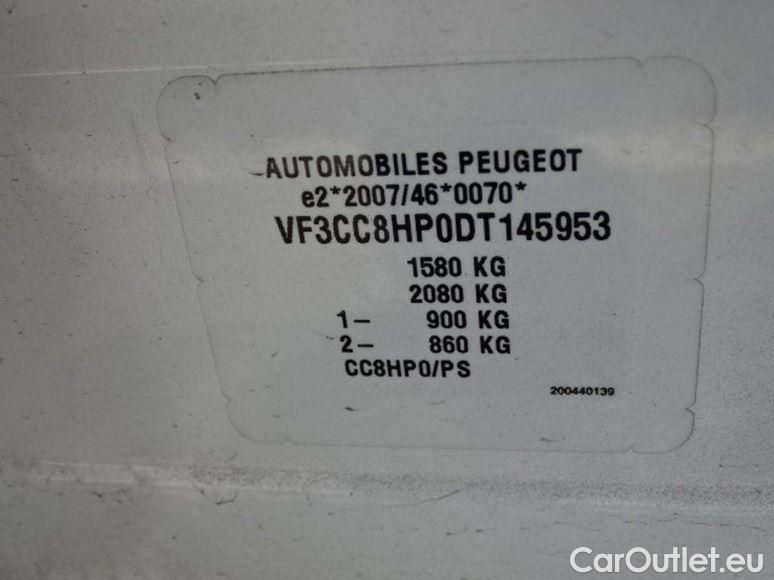 AUTOMOBILES PEUGEOT
e2*2007/46*0070*
VF3CC8HP0DT145953
1580 KG
2080 KG
1- 900 KG
2- 860 KG
CC8HP0/PS
200440139
CarOutlet.eu